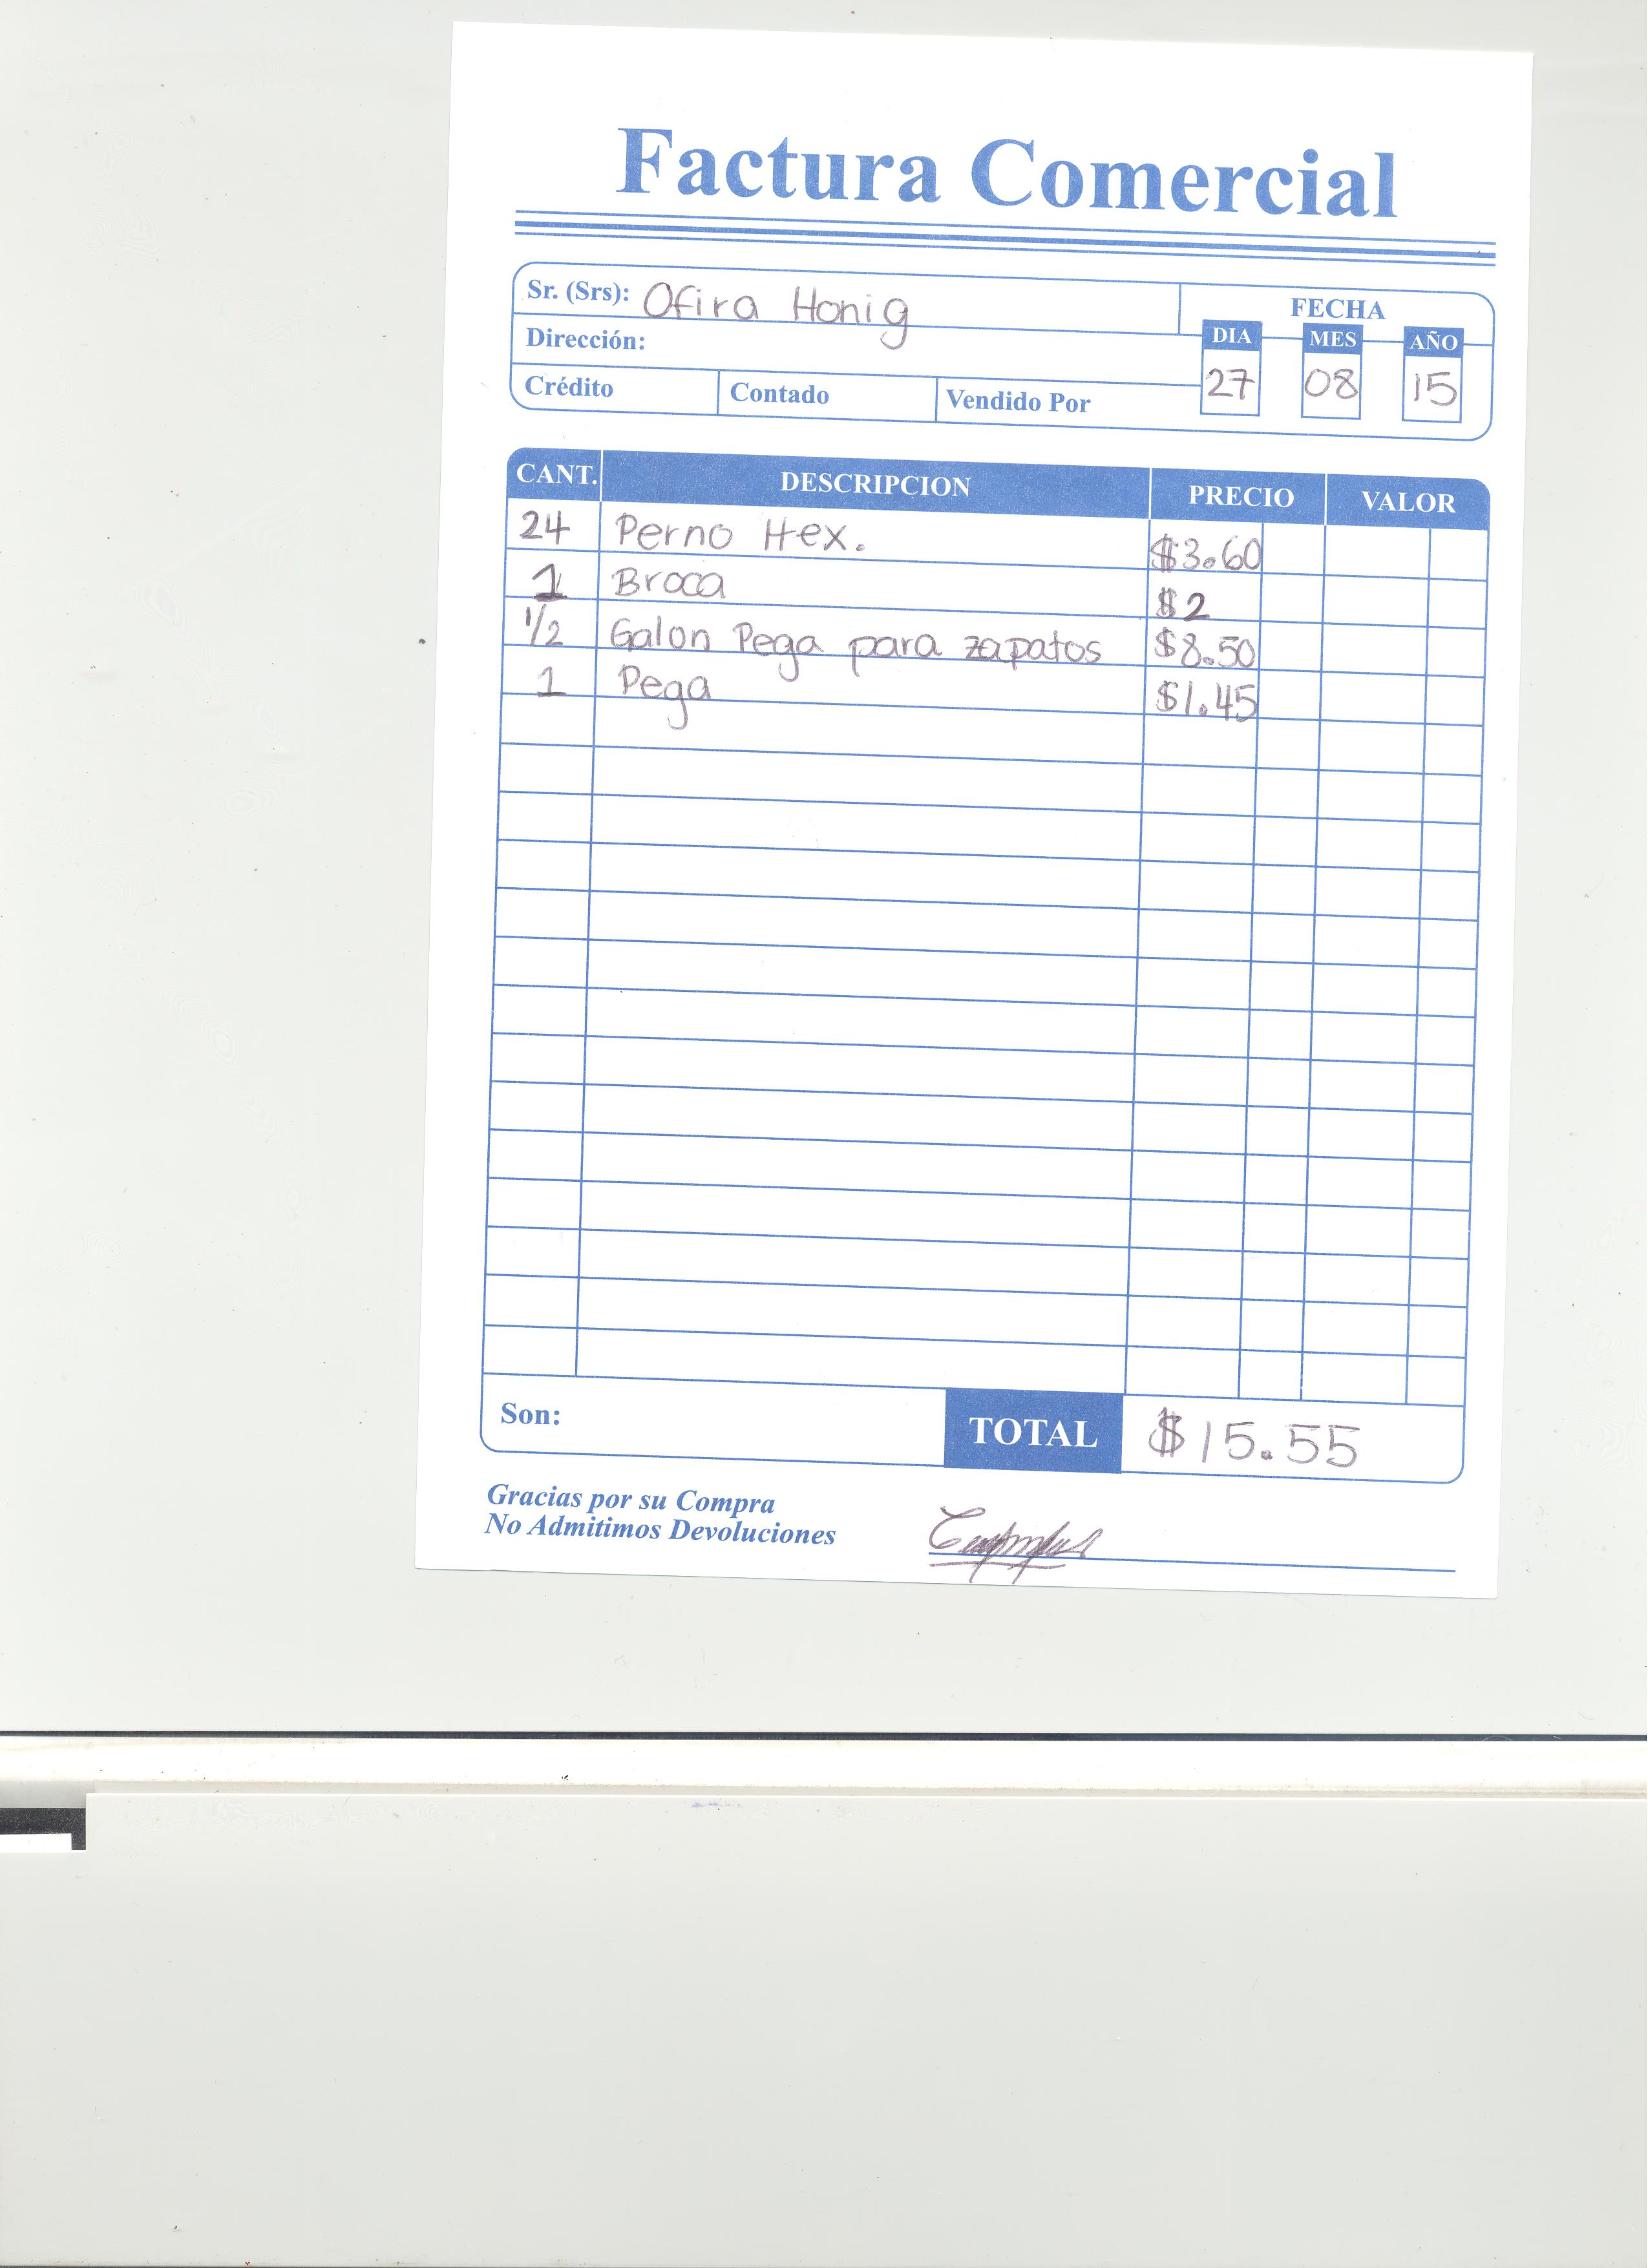 Factura Comercial
Sr. (Srs): Ofira Honig
FECHA
Dirección:
DIA MES AÑO
27 08 15
Crédito Contado Vendido Por
CANT. DESCRIPCION PRECIO VALOR
24 Perno Hex. $3.60
1 Broca $2
1/2 Galon Pega para zapatos $8.50
1 Pega $1.45
Son: TOTAL $15.55
Gracias por su Compra
No Admitimos Devoluciones